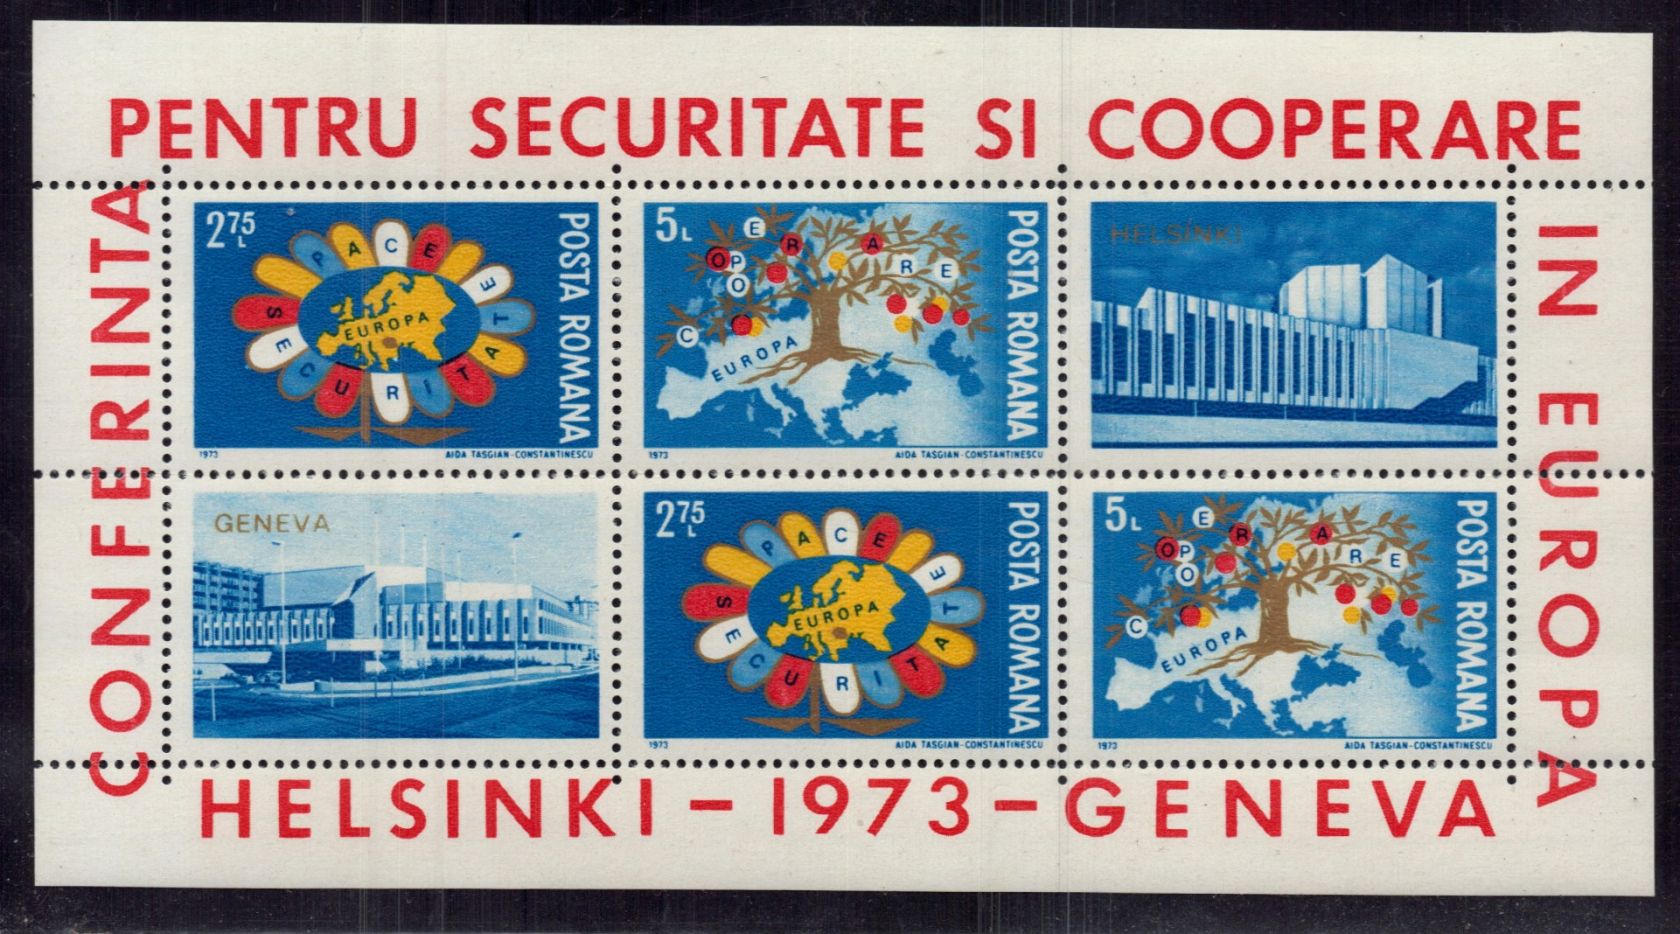 CONFERINTA
PENTRU SECURITATE SI COOPERARE
IN EUROPA
2 75 L
PACE
SECURITATE
EUROPA
POSTA ROMANA
1973
AIDA TASGIAN-CONSTANTINESCU
5 L
COOPERARE
EUROPA
POSTA ROMANA
1973
AIDA TASGIAN-CONSTANTINESCU
HELSINKI
GENEVA
2 75 L
PACE
SECURITATE
EUROPA
POSTA ROMANA
1973
AIDA TASGIAN-CONSTANTINESCU
5 L
COOPERARE
EUROPA
POSTA ROMANA
1973
AIDA TASGIAN-CONSTANTINESCU
HELSINKI-1973-GENEVA